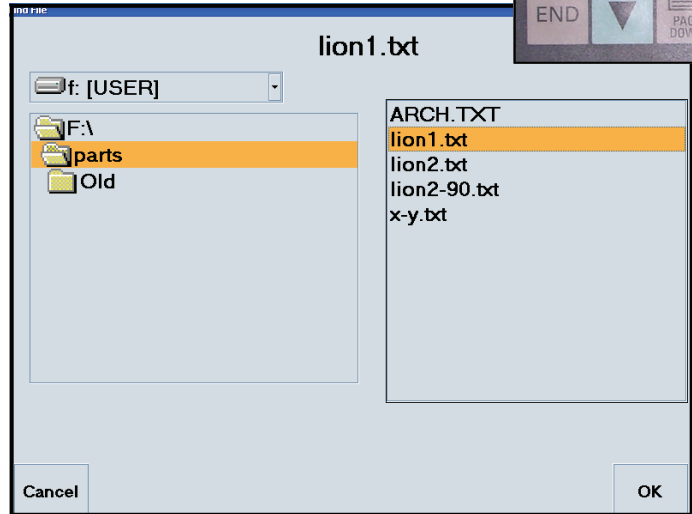 END
lion1.txt
f: [USER]
F:\
parts
Old
ARCH.TXT
lion1.txt
lion2.txt
lion2-90.txt
x-y.txt
Cancel
OK